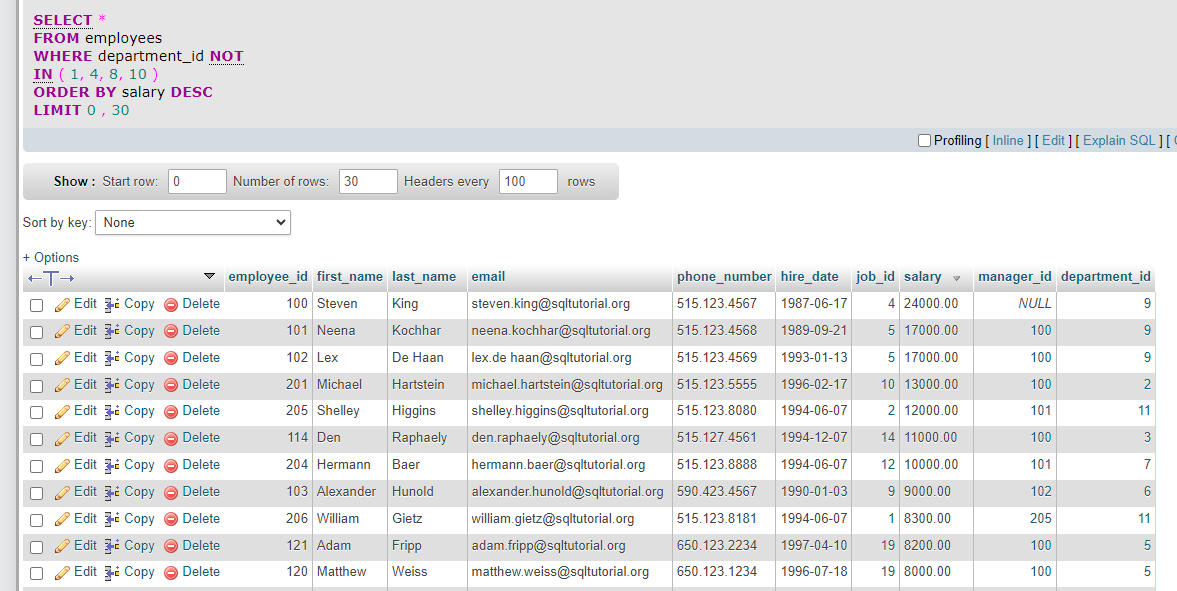 SELECT *
FROM employees
WHERE department_id NOT
IN ( 1, 4, 8, 10 )
ORDER BY salary DESC
LIMIT 0 , 30
Profiling [ Inline ] [ Edit ] [ Explain SQL ] [
Show : Start row: 0 Number of rows: 30 Headers every 100 rows
Sort by key: None
+ Options
←T→ employee_id first_name last_name email phone_number hire_date job_id salary manager_id department_id
Edit Copy Delete 100 Steven King steven.king@sqltutorial.org 515.123.4567 1987-06-17 4 24000.00 NULL 9
Edit Copy Delete 101 Neena Kochhar neena.kochhar@sqltutorial.org 515.123.4568 1989-09-21 5 17000.00 100 9
Edit Copy Delete 102 Lex De Haan lex.de haan@sqltutorial.org 515.123.4569 1993-01-13 5 17000.00 100 9
Edit Copy Delete 201 Michael Hartstein michael.hartstein@sqltutorial.org 515.123.5555 1996-02-17 10 13000.00 100 2
Edit Copy Delete 205 Shelley Higgins shelley.higgins@sqltutorial.org 515.123.8080 1994-06-07 2 12000.00 101 11
Edit Copy Delete 114 Den Raphaely den.raphaely@sqltutorial.org 515.127.4561 1994-12-07 14 11000.00 100 3
Edit Copy Delete 204 Hermann Baer hermann.baer@sqltutorial.org 515.123.8888 1994-06-07 12 10000.00 101 7
Edit Copy Delete 103 Alexander Hunold alexander.hunold@sqltutorial.org 590.423.4567 1990-01-03 9 9000.00 102 6
Edit Copy Delete 206 William Gietz william.gietz@sqltutorial.org 515.123.8181 1994-06-07 1 8300.00 205 11
Edit Copy Delete 121 Adam Fripp adam.fripp@sqltutorial.org 650.123.2234 1997-04-10 19 8200.00 100 5
Edit Copy Delete 120 Matthew Weiss matthew.weiss@sqltutorial.org 650.123.1234 1996-07-18 19 8000.00 100 5